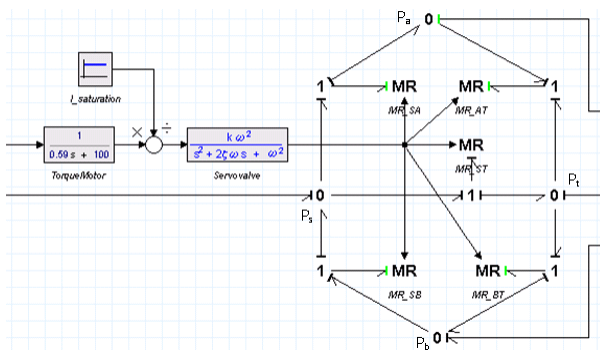 Pa 0
1 MR MR 1
MR_SA MR_AT
I_saturation
× ÷
1
0.59 s + 100
k ω²
s² + 2ζ ω s + ω²
MR
MR_ST
TorqueMotor Servovalve
0 1 0 Pt
Ps
1 MR MR 1
MR_SB MR_BT
Pb 0